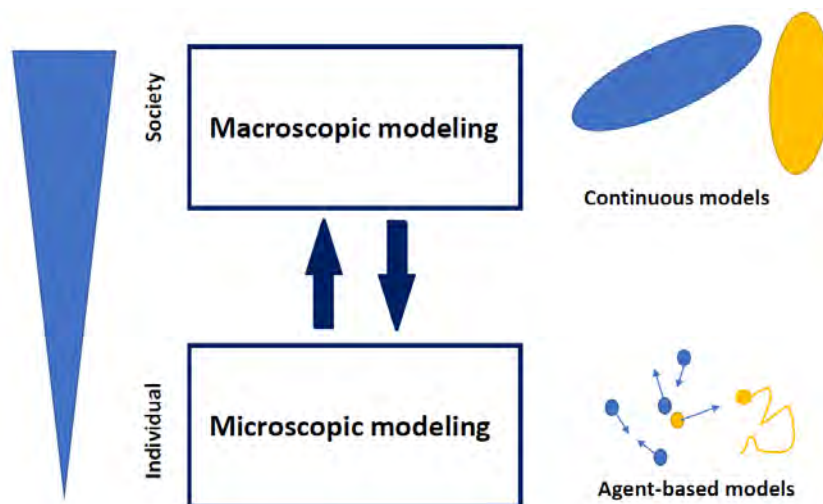 Society
Macroscopic modeling
Continuous models
Individual
Microscopic modeling
Agent-based models